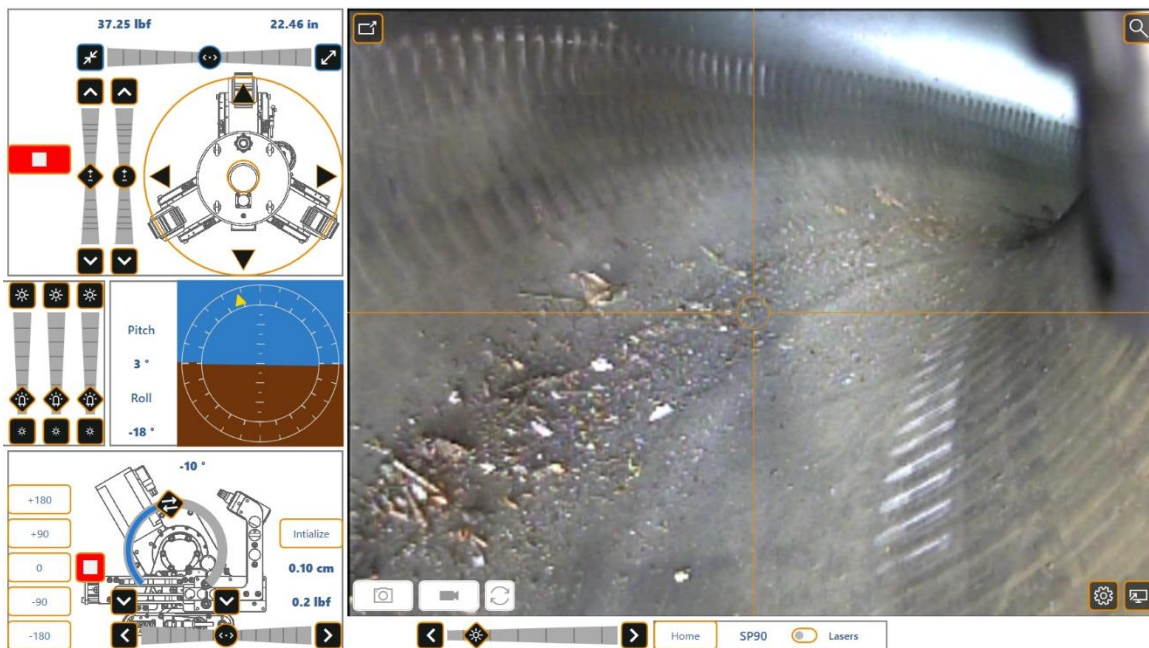 37.25 lbf 22.46 in
Pitch
3 °
Roll
-18 °
-10 °
+180
+90
0
-90
-180
Intialize
0.10 cm
0.2 lbf
Home SP90 Lasers